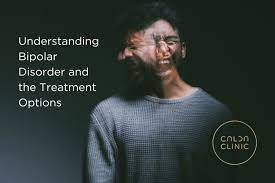 Understanding
Bipolar
Disorder and
the Treatment
Options
CALDA
CLINIC